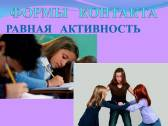 ФОРМЫ КОНТАКТА
РАВНАЯ АКТИВНОСТЬ